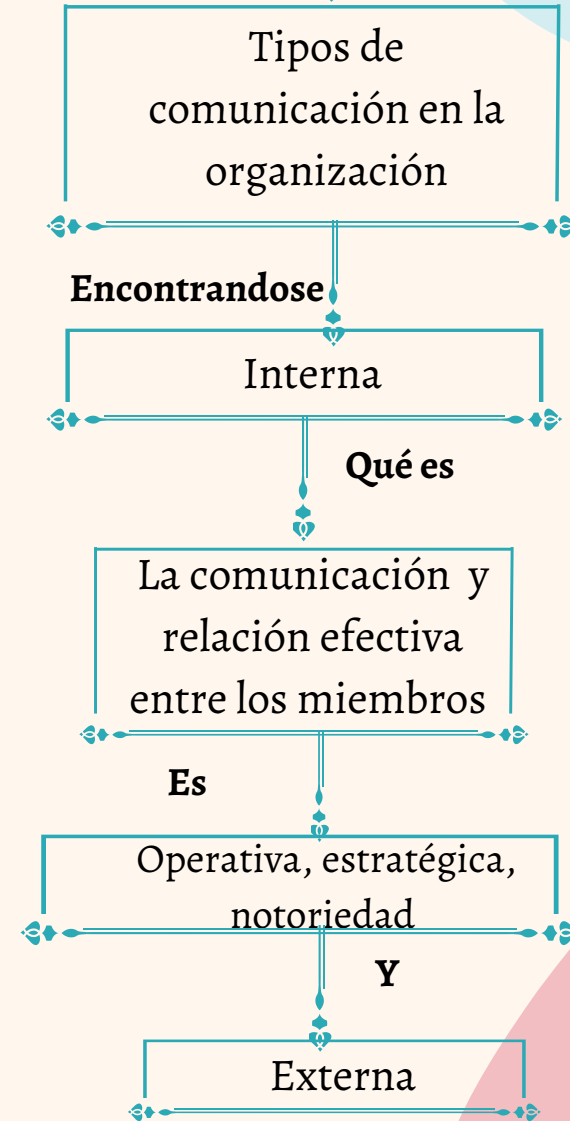 Tipos de
comunicación en la
organización
Encontrandose
Interna
Qué es
La comunicación y
relación efectiva
entre los miembros
Es
Operativa, estratégica,
notoriedad
Y
Externa